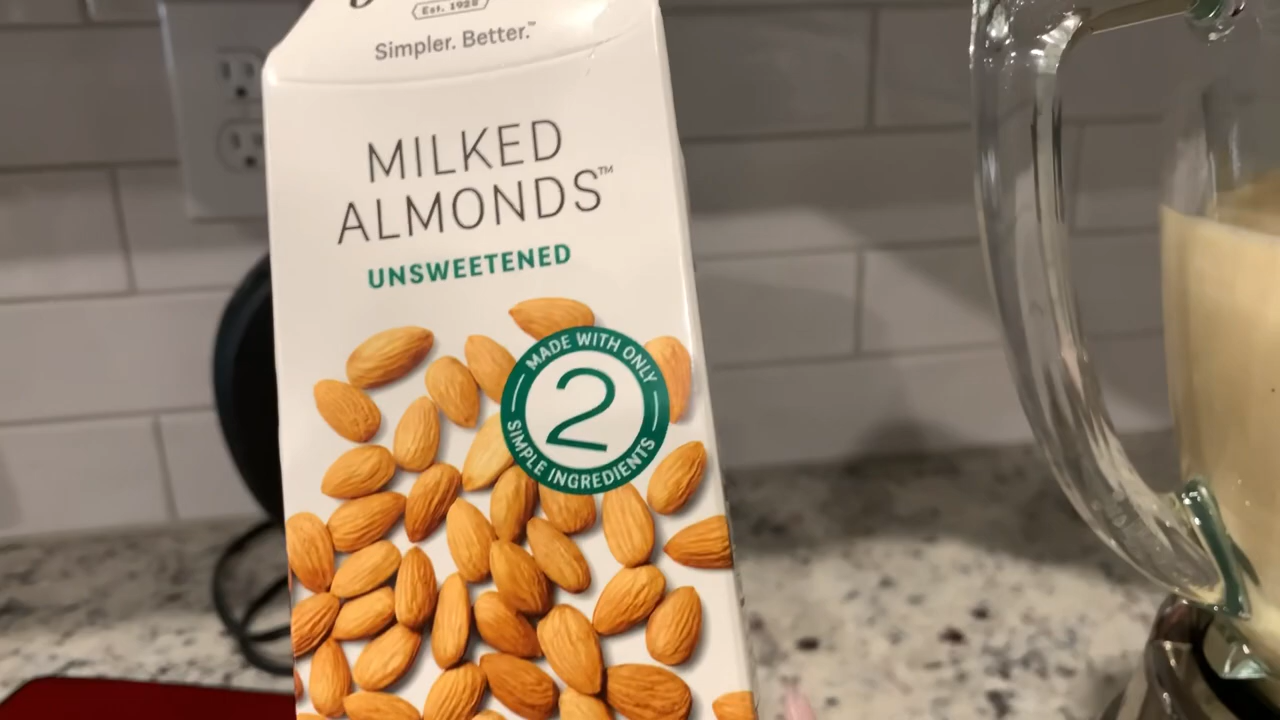 Est. 1928
Simpler. Better.™
MILKED
ALMONDS™
UNSWEETENED
MADE WITH ONLY
2
SIMPLE INGREDIENTS